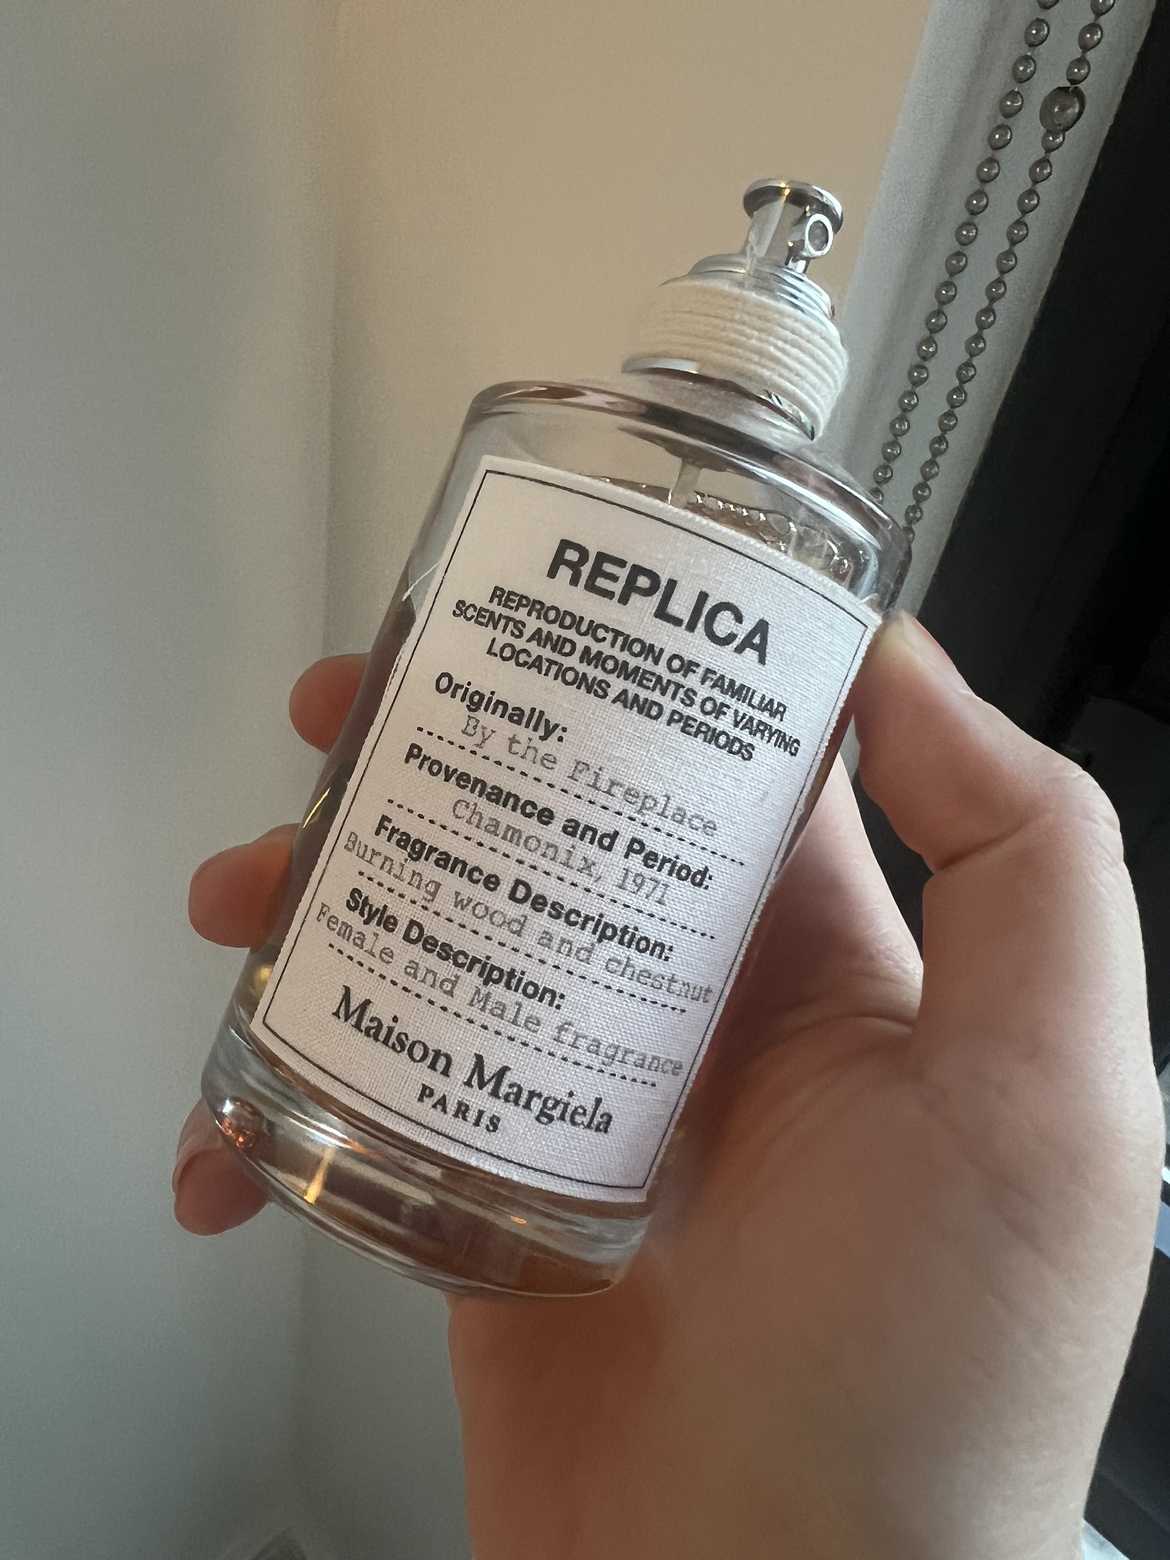 REPLICA
REPRODUCTION OF FAMILIAR
SCENTS AND MOMENTS OF VARYING
LOCATIONS AND PERIODS
Originally:
By the Fireplace
Provenance and Period:
Chamonix, 1971
Fragrance Description:
Burning wood and chestnut
Style Description:
Female and Male fragrance
Maison Margiela
PARIS